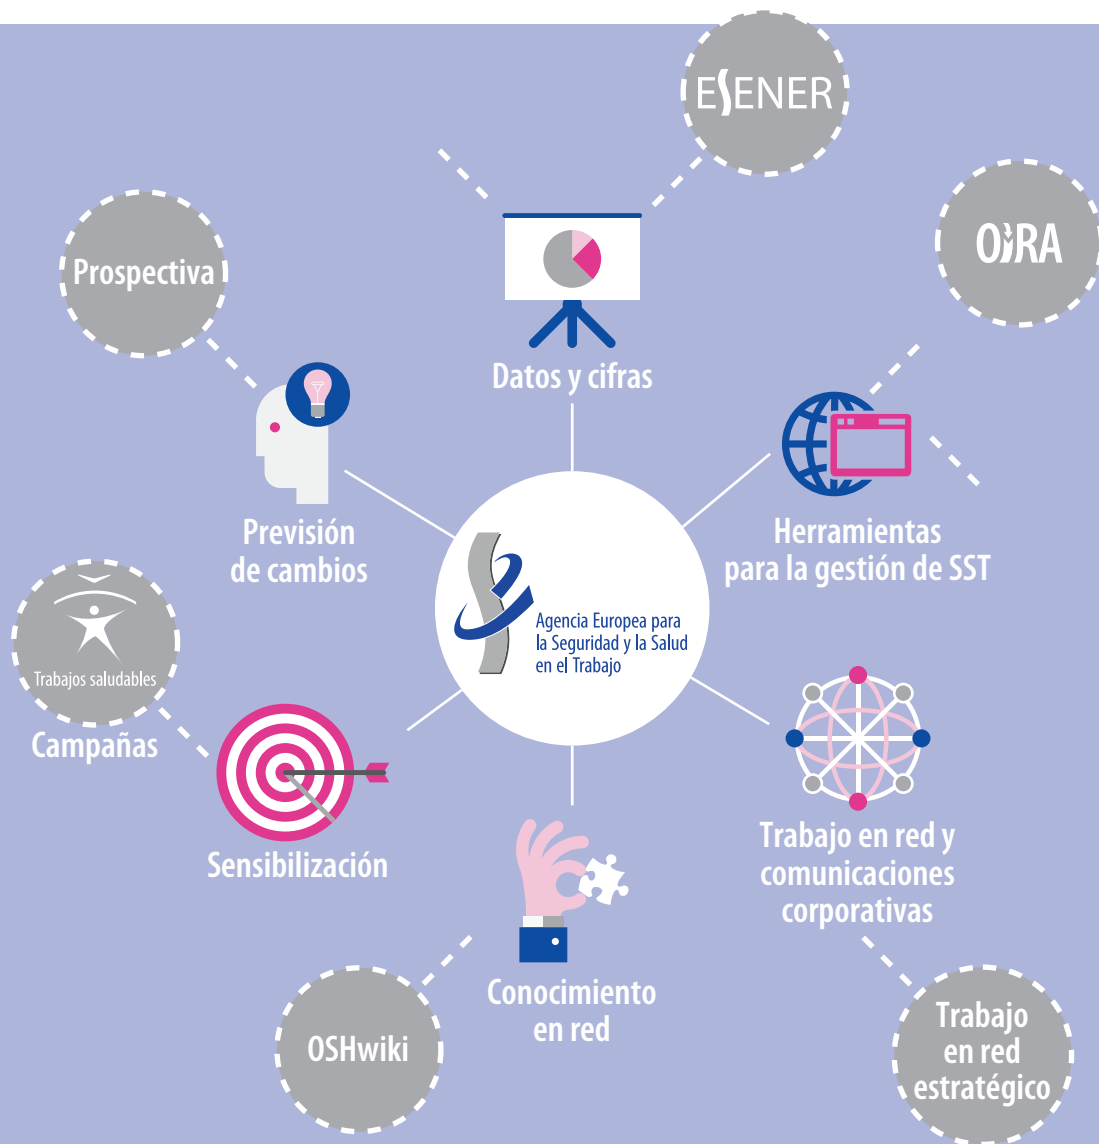 ESENER
OiRA
Prospectiva
Datos y cifras
Previsión
de cambios
Herramientas
para la gestión de SST
Agencia Europea para
la Seguridad y la Salud
en el Trabajo
Trabajos saludables
Campañas
Sensibilización
Trabajo en red y
comunicaciones
corporativas
Conocimiento
en red
OSHwiki
Trabajo
en red
estratégico